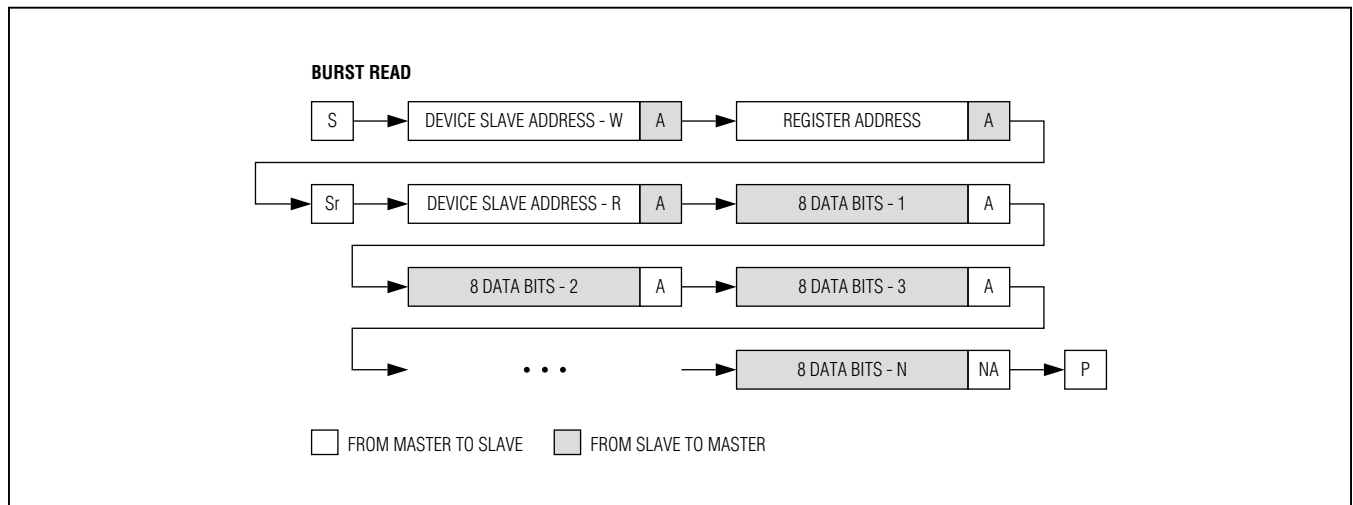 BURST READ
S DEVICE SLAVE ADDRESS - W A REGISTER ADDRESS A
Sr DEVICE SLAVE ADDRESS - R A 8 DATA BITS - 1 A
8 DATA BITS - 2 A 8 DATA BITS - 3 A
• • • 8 DATA BITS - N NA P
FROM MASTER TO SLAVE FROM SLAVE TO MASTER